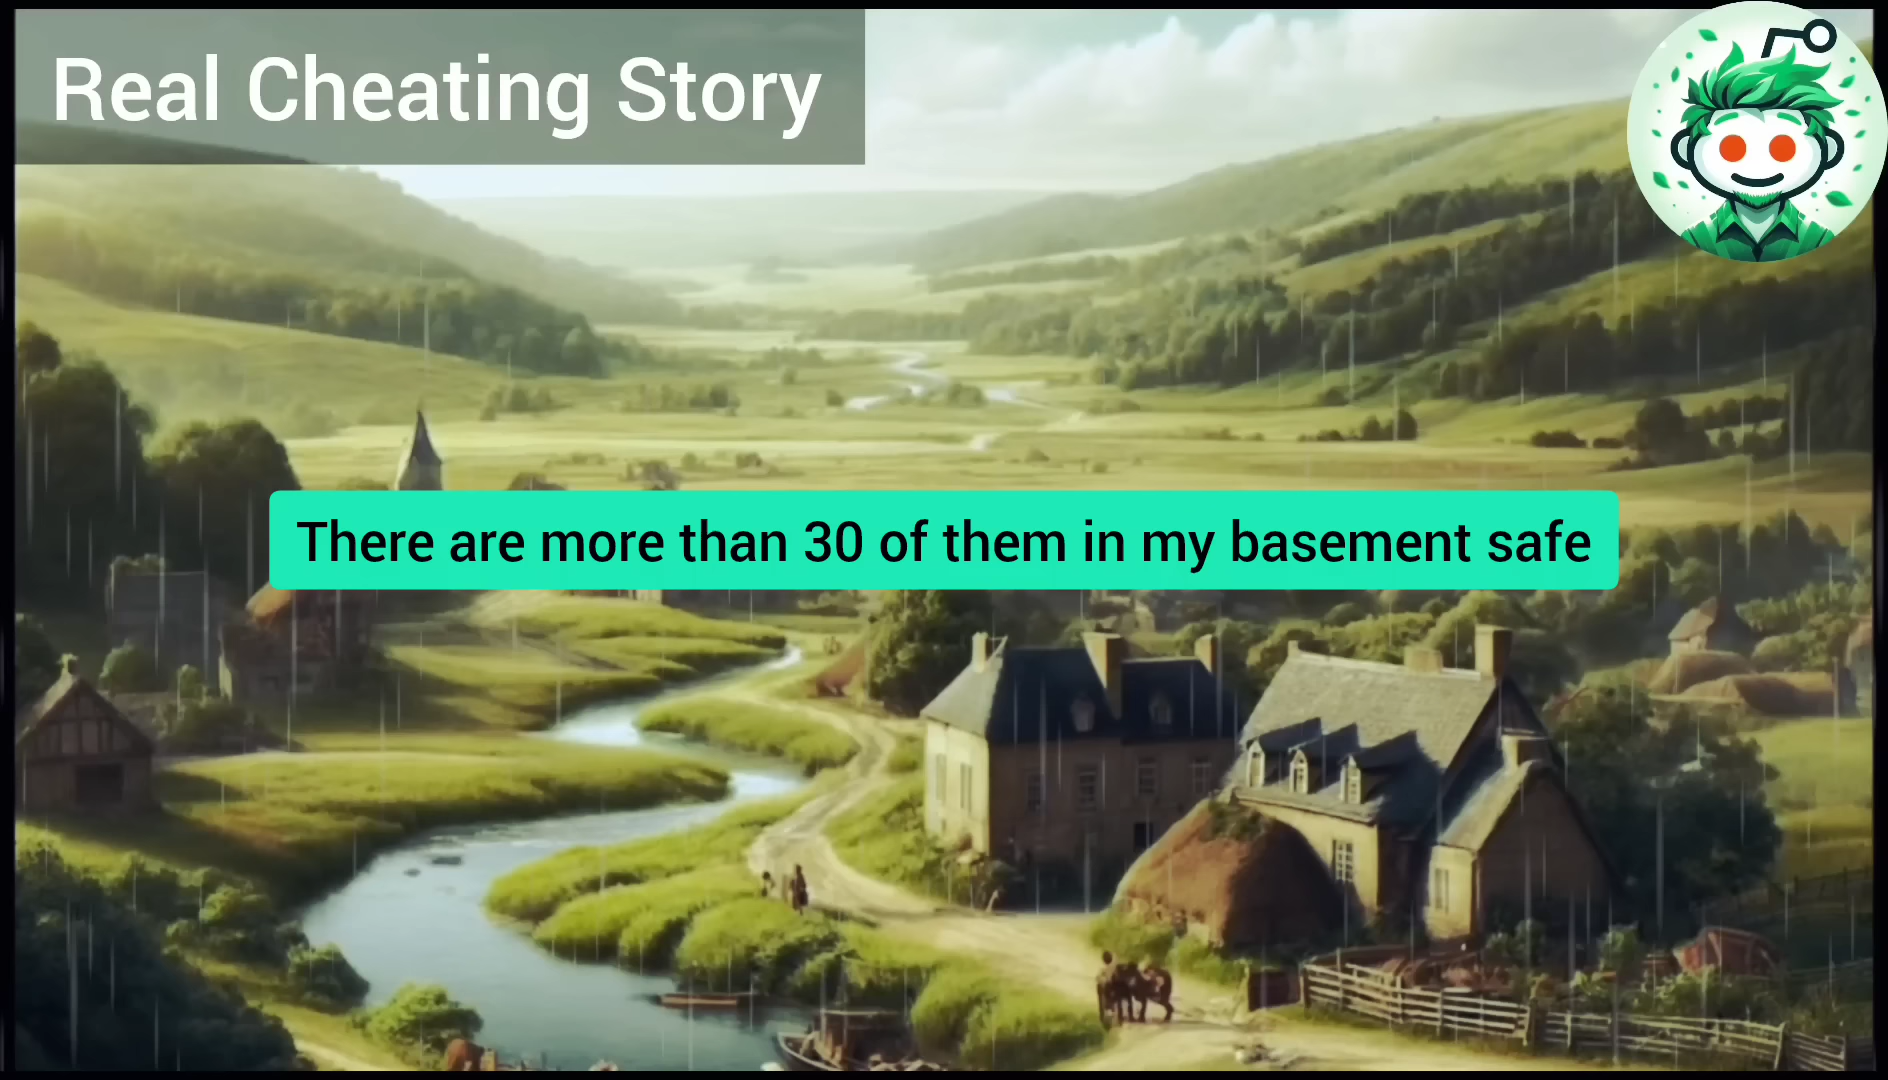 Real Cheating Story
There are more than 30 of them in my basement safe